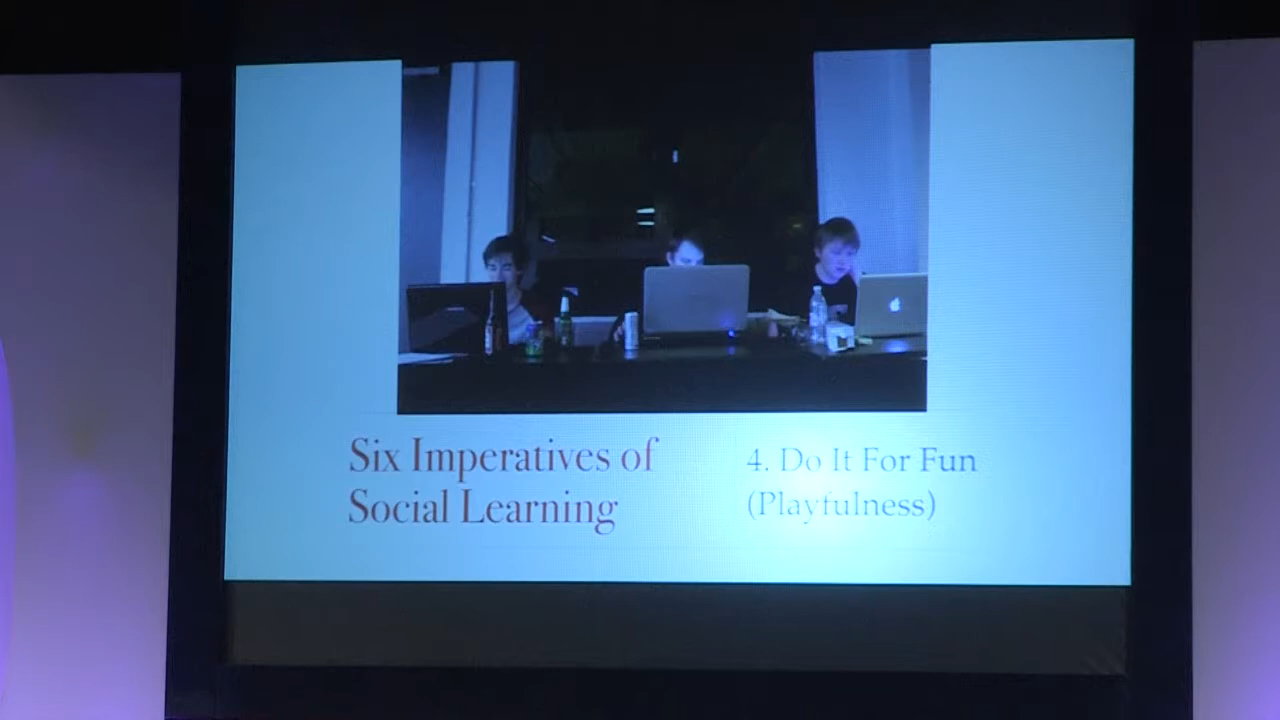 Six Imperatives of
Social Learning
4. Do It For Fun
(Playfulness)